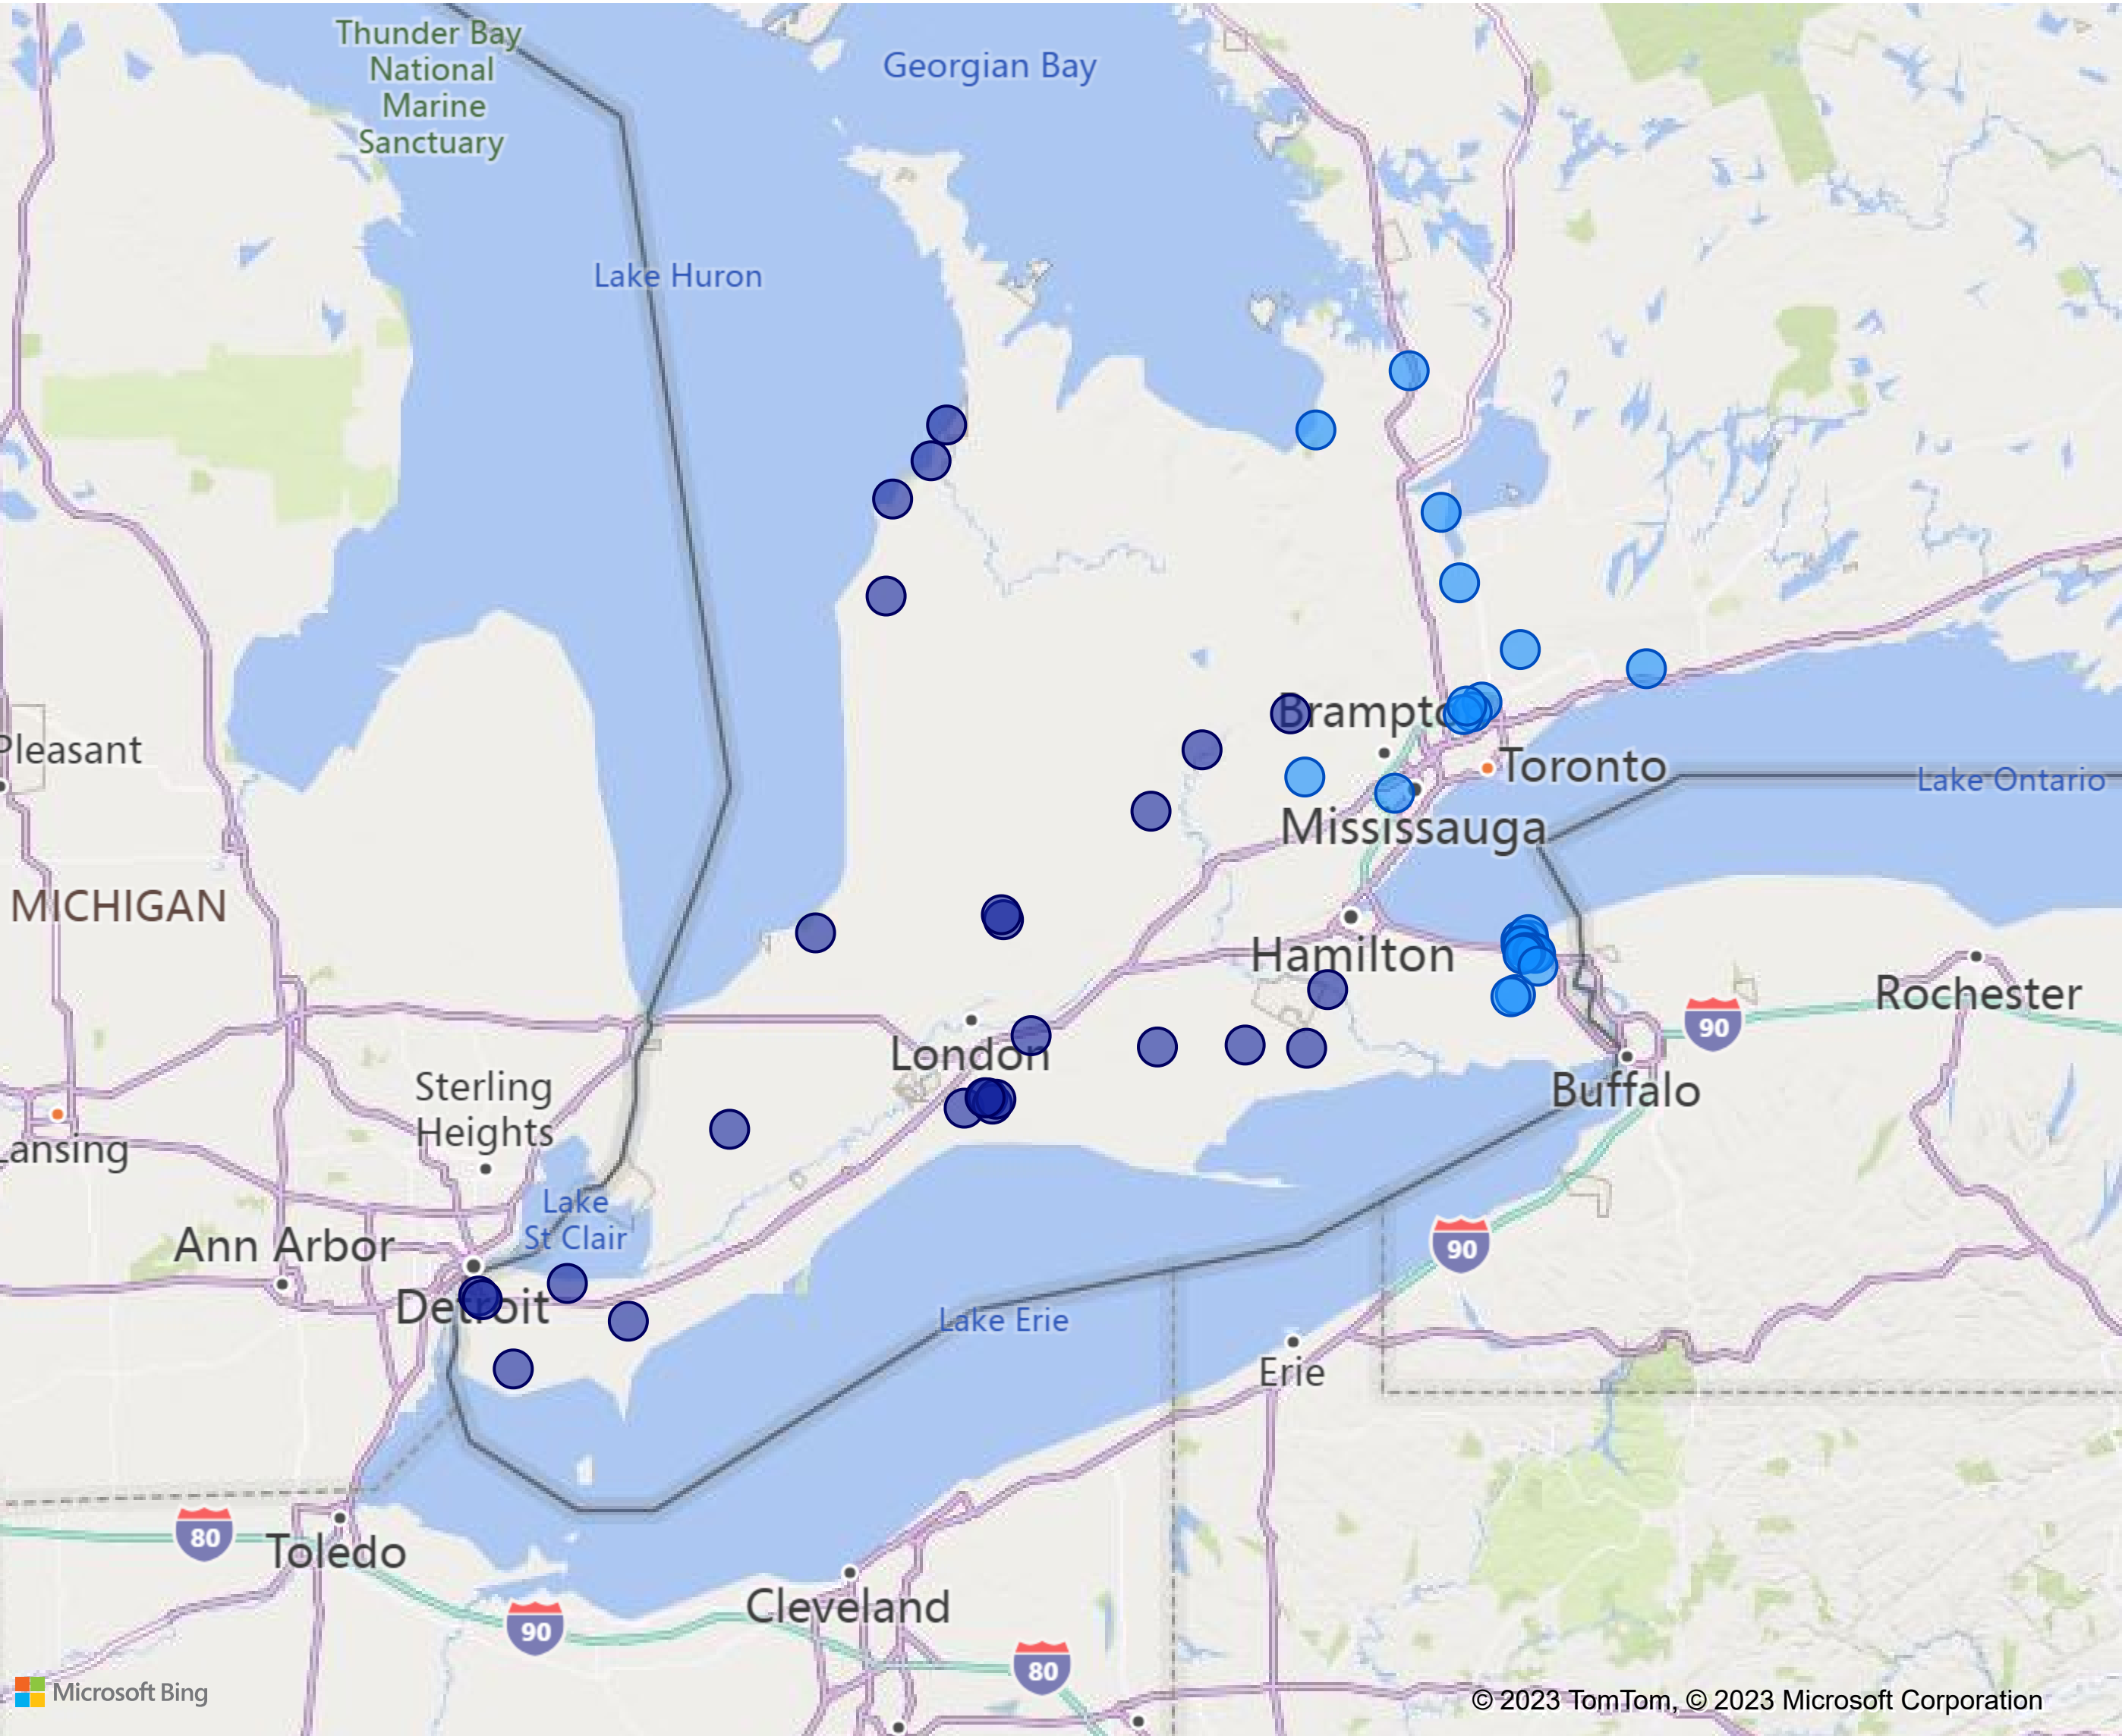 Thunder Bay
National
Marine
Sanctuary
Georgian Bay
Lake Huron
Pleasant
Toronto
Lake Ontario
Mississauga
MICHIGAN
Hamilton
Rochester
90
London
Buffalo
Sterling
Heights
Lake
St Clair
Ann Arbor
90
Detroit
Lake Erie
Erie
80
Toledo
Cleveland
90
80
Microsoft Bing
© 2023 TomTom, © 2023 Microsoft Corporation